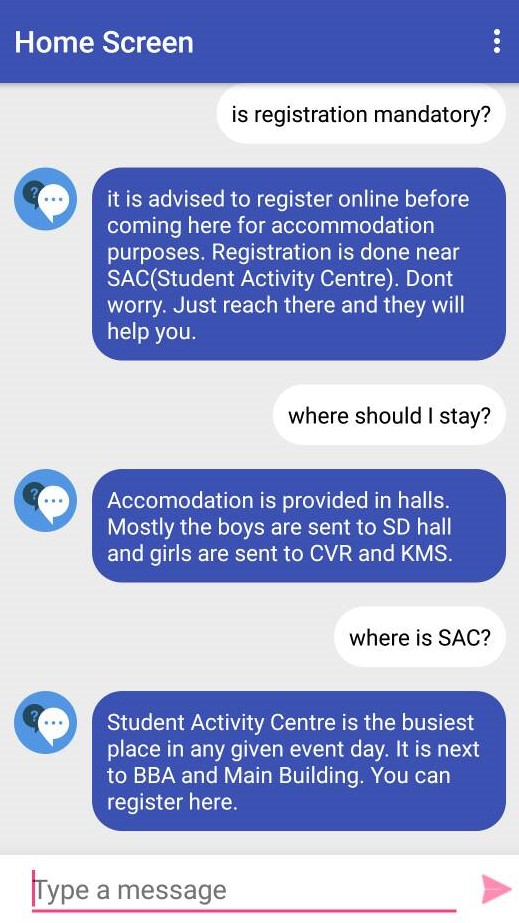 Home Screen
is registration mandatory?
it is advised to register online before
coming here for accommodation
purposes. Registration is done near
SAC(Student Activity Centre). Dont
worry. Just reach there and they will
help you.
where should I stay?
Accomodation is provided in halls.
Mostly the boys are sent to SD hall
and girls are sent to CVR and KMS.
where is SAC?
Student Activity Centre is the busiest
place in any given event day. It is next
to BBA and Main Building. You can
register here.
Type a message